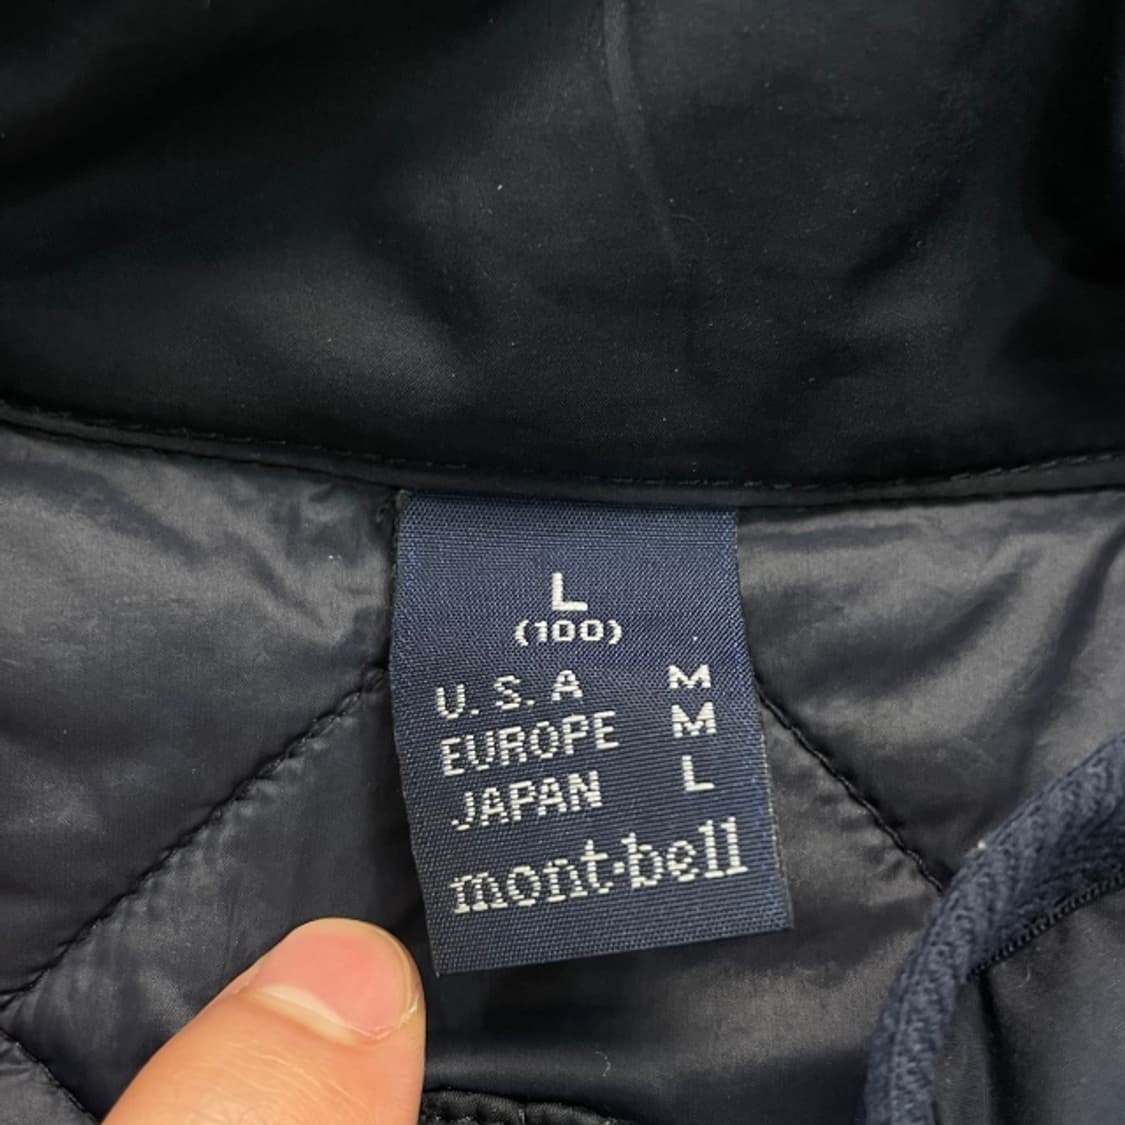 L
(100)
U.S.A M
EUROPE M
JAPAN L
mont·bell